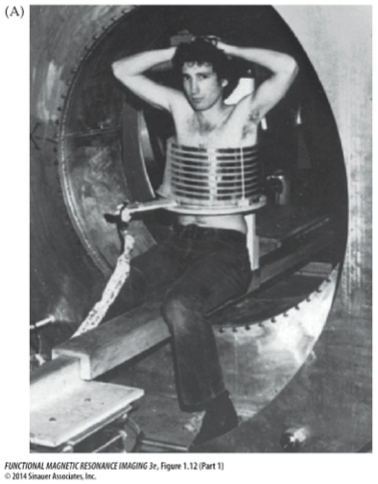 (A)
FUNCTIONAL MAGNETIC RESONANCE IMAGING 3e, Figure 1.12 (Part 1)
© 2014 Sinauer Associates, Inc.